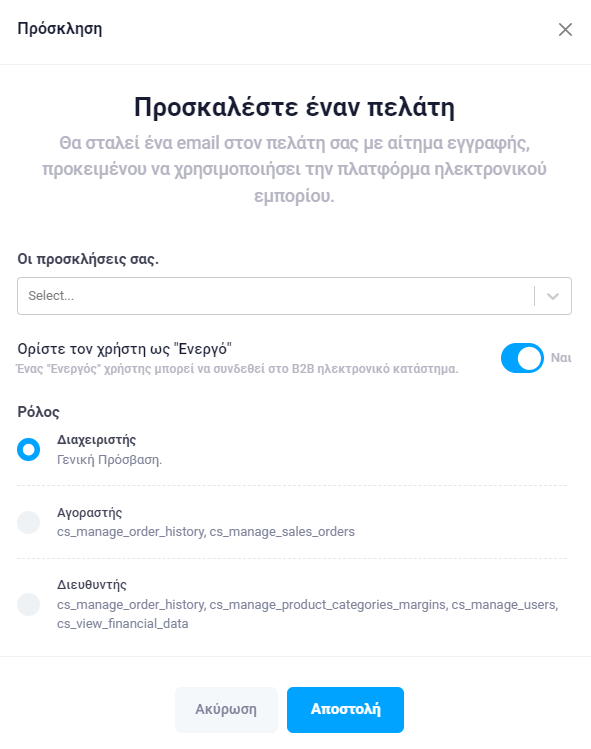 Πρόσκληση
Προσκαλέστε έναν πελάτη
Θα σταλεί ένα email στον πελάτη σας με αίτημα εγγραφής,
προκειμένου να χρησιμοποιήσει την πλατφόρμα ηλεκτρονικού
εμπορίου.
Οι προσκλήσεις σας.
Select...
Ορίστε τον χρήστη ως "Ενεργό"
Ένας "Ενεργός" χρήστης μπορεί να συνδεθεί στο B2B ηλεκτρονικό κατάστημα.
Ναι
Ρόλος
Διαχειριστής
Γενική Πρόσβαση.
Αγοραστής
cs_manage_order_history, cs_manage_sales_orders
Διευθυντής
cs_manage_order_history, cs_manage_product_categories_margins, cs_manage_users,
cs_view_financial_data
Ακύρωση
Αποστολή